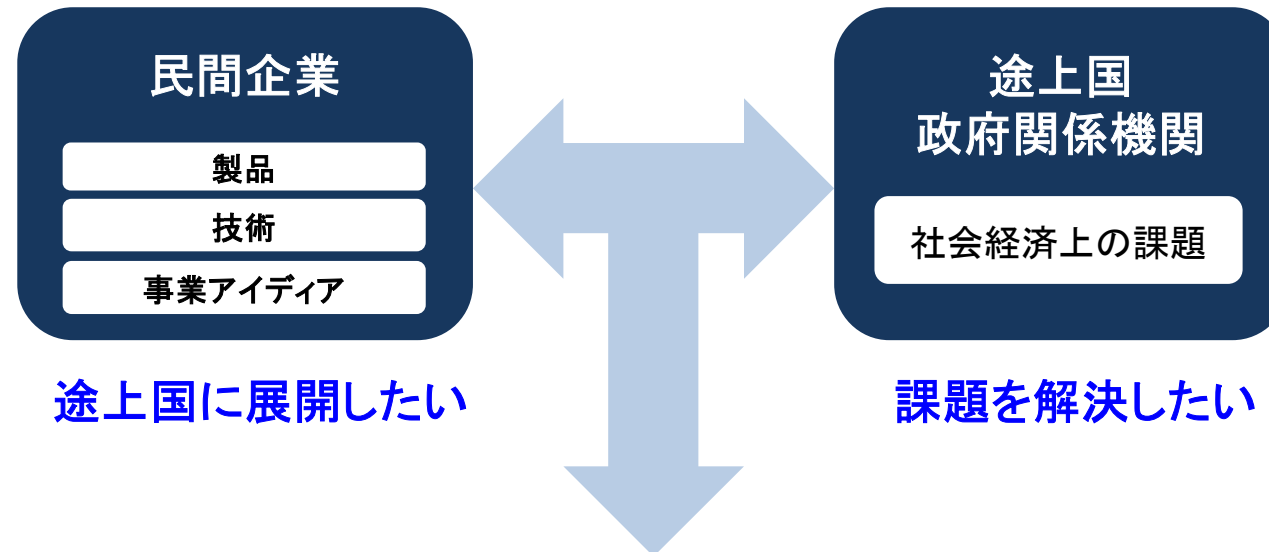 民間企業
製品
技術
事業アイディア
途上国に展開したい
途上国
政府関係機関
社会経済上の課題
課題を解決したい